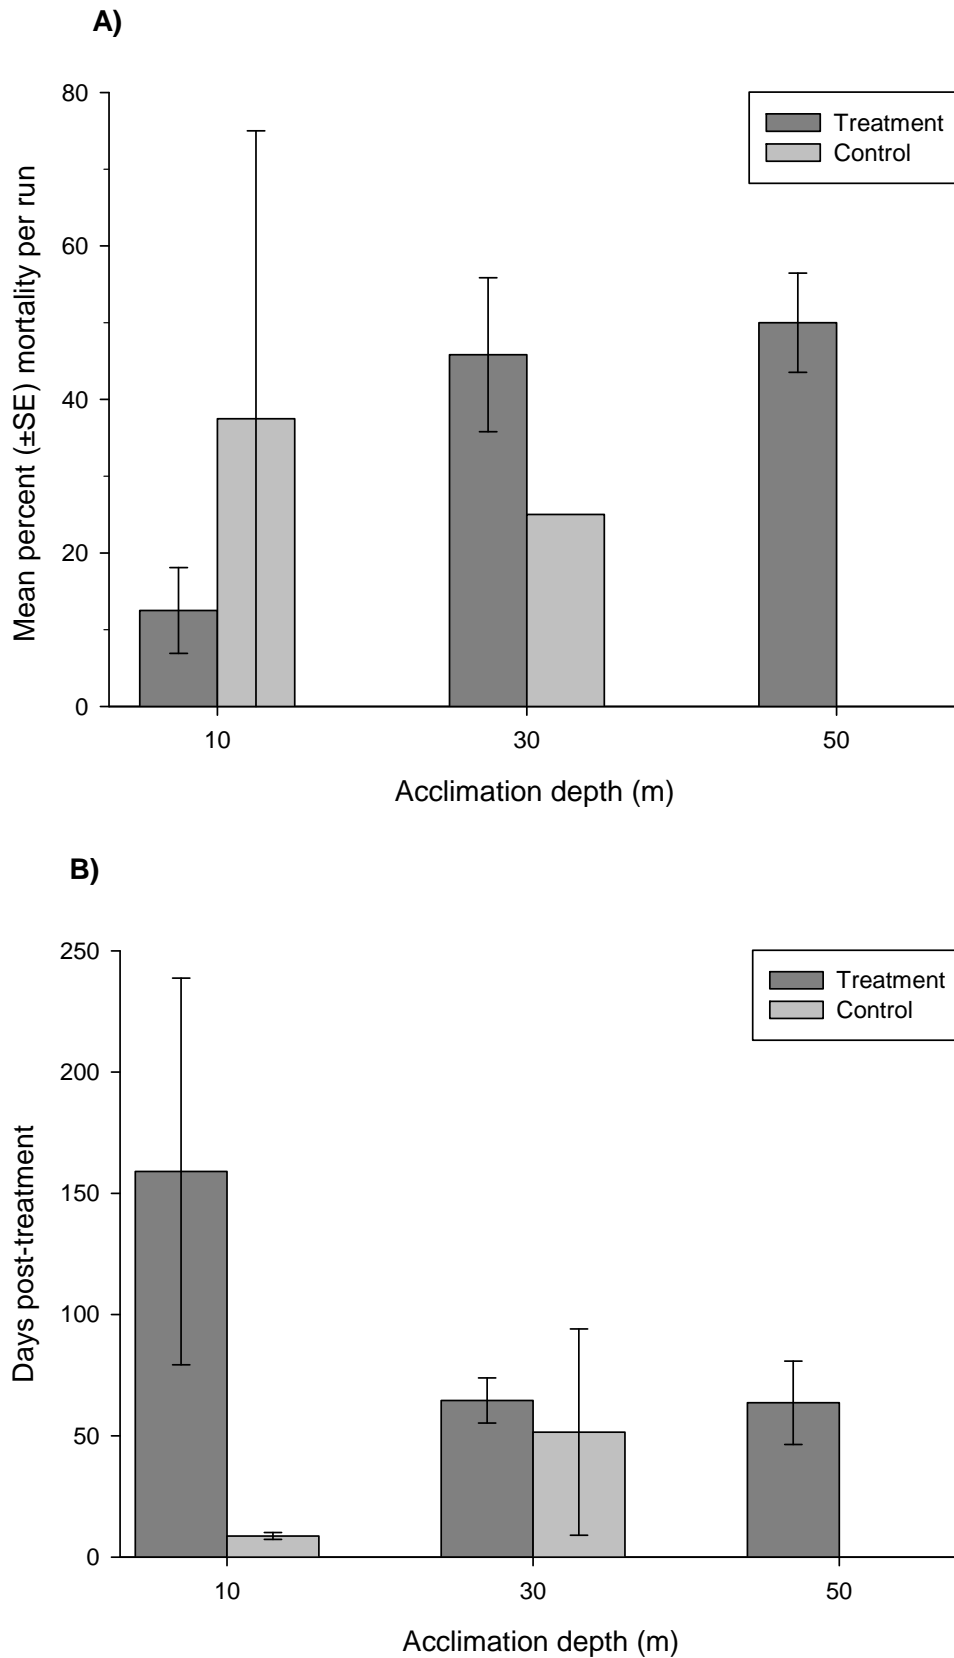 A)
Mean percent (±SE) mortality per run
80
60
40
20
0
Treatment
Control
10 30 50
Acclimation depth (m)
B)
Days post-treatment
250
200
150
100
50
0
Treatment
Control
10 30 50
Acclimation depth (m)